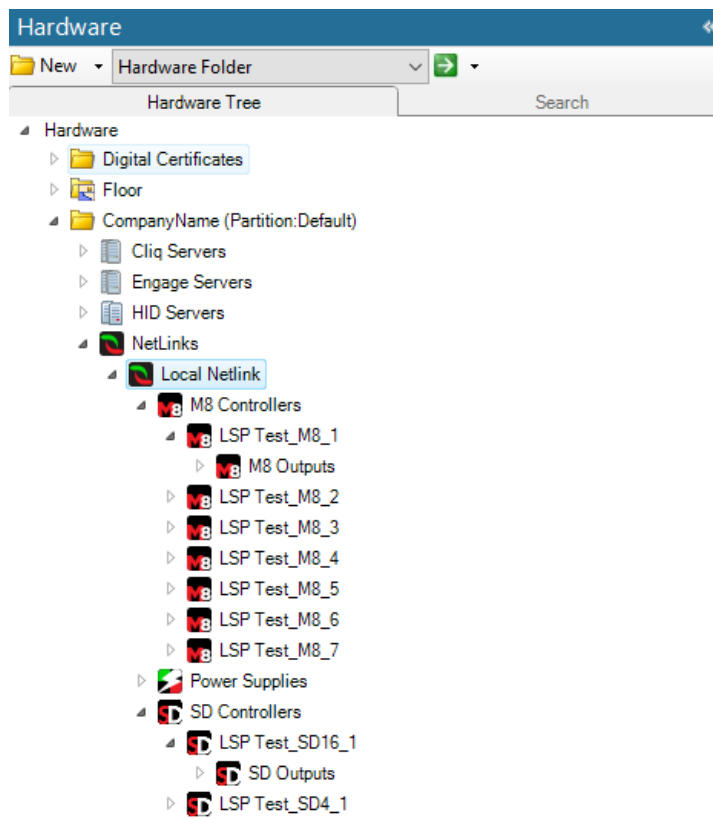 Hardware
New Hardware Folder
Hardware Tree Search
Hardware
Digital Certificates
Floor
CompanyName (Partition:Default)
Cliq Servers
Engage Servers
HID Servers
NetLinks
Local Netlink
M8 Controllers
LSP Test_M8_1
M8 Outputs
LSP Test_M8_2
LSP Test_M8_3
LSP Test_M8_4
LSP Test_M8_5
LSP Test_M8_6
LSP Test_M8_7
Power Supplies
SD Controllers
LSP Test_SD16_1
SD Outputs
LSP Test_SD4_1